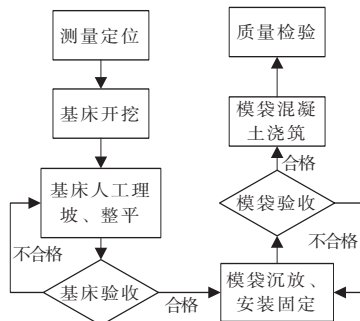 测量定位
基床开挖
基床人工理
坡、整平
不合格
基床验收
合格
质量检验
模袋混凝
土浇筑
合格
模袋验收
不合格
模袋沉放、
安装固定